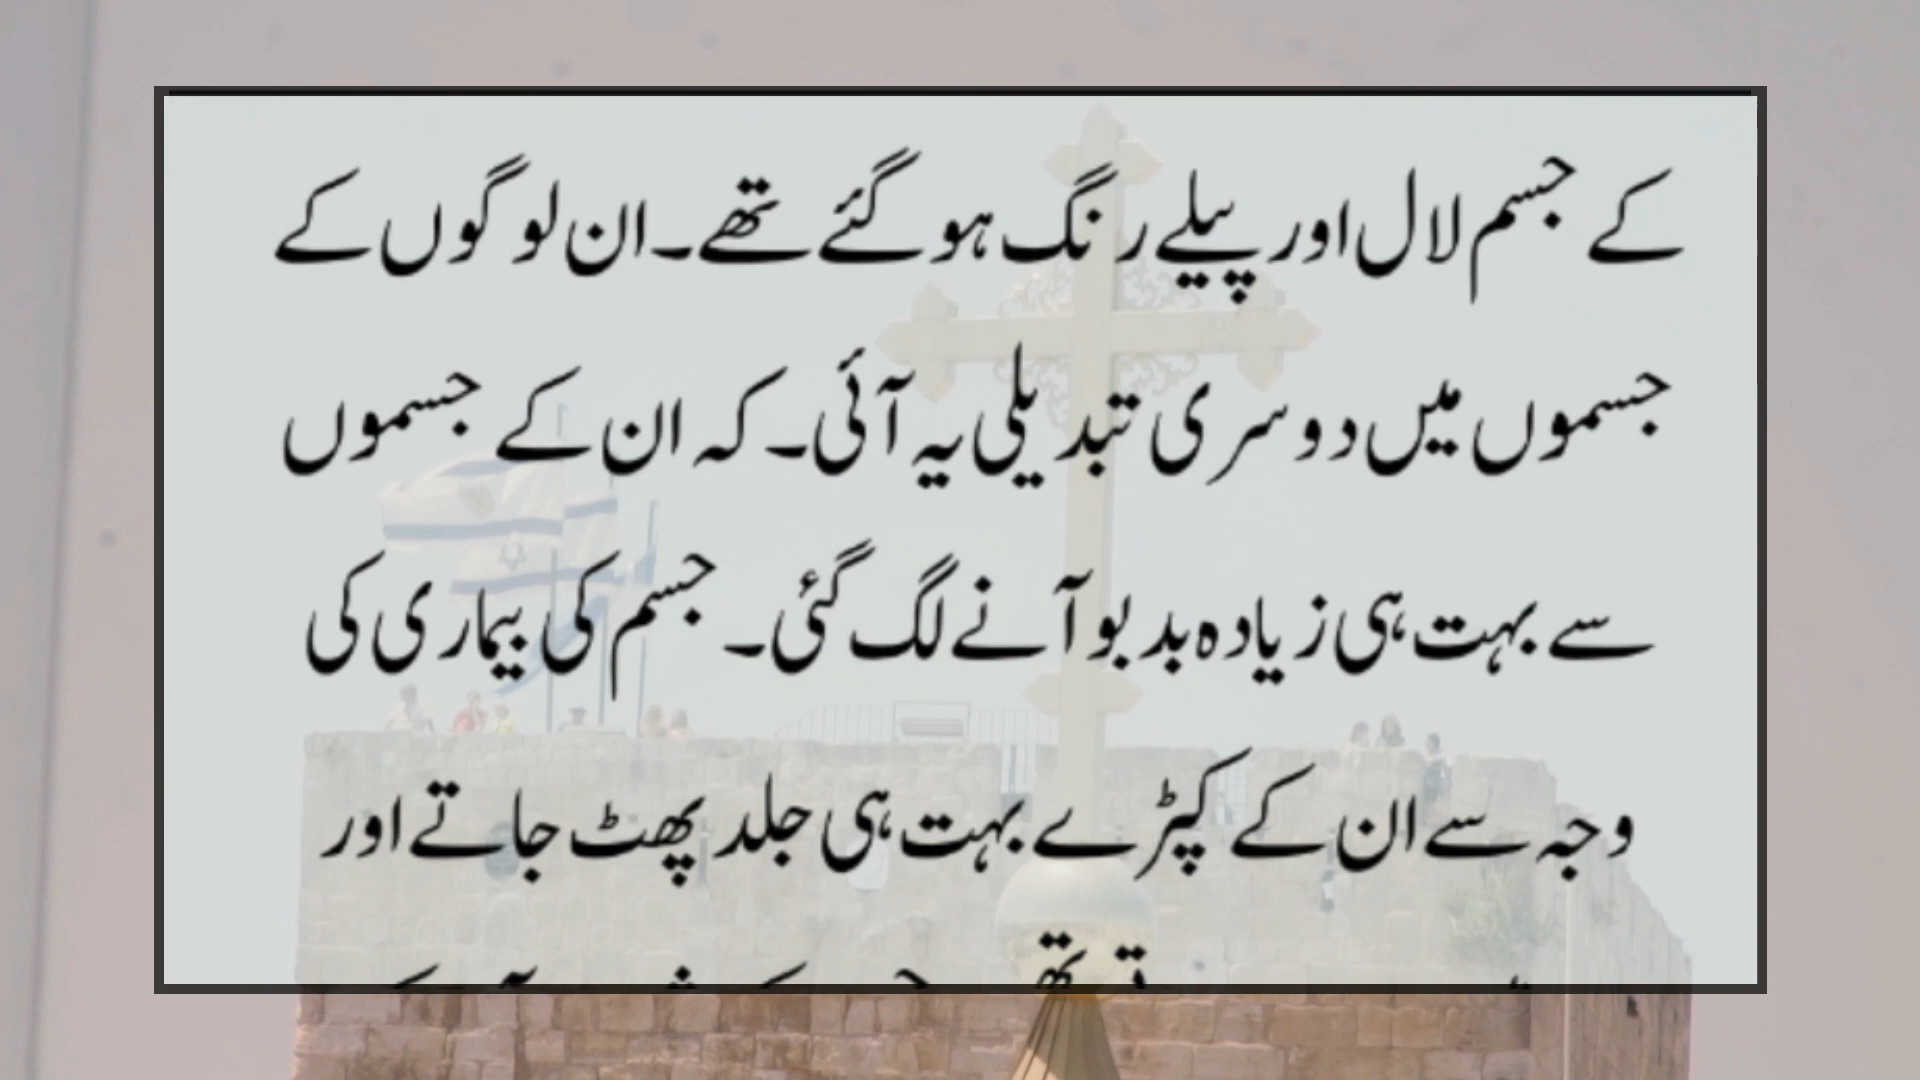 کے جسم لال اور پیلے رنگ ہو گئے تھے۔ ان لوگوں کے
جسموں میں دوسری تبدیلی یہ آئی۔ کہ ان کے جسموں
سے بہت ہی زیادہ بدبو آنے لگ گئی۔ جسم کی بیماری کی
وجہ سے ان کے کپڑے بہت ہی جلد پھٹ جاتے اور